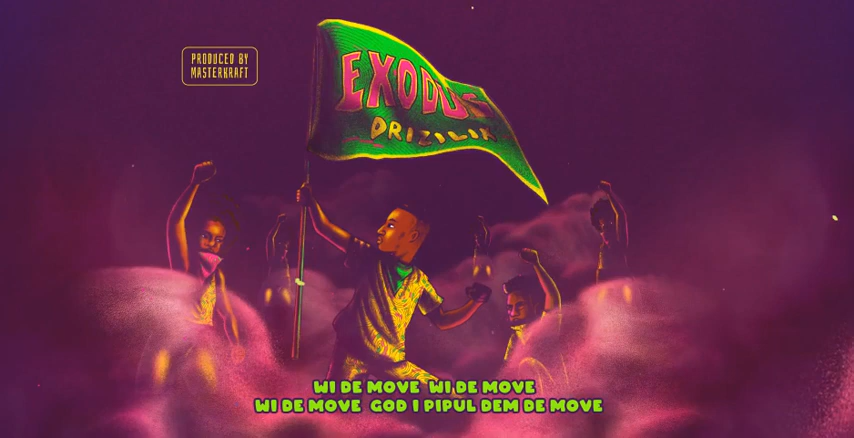 PRODUCED BY
MASTERKRAFT
EXODUS
DRIZILIK
WI DE MOVE WI DE MOVE
WI DE MOVE GOD I PIPUL DEM DE MOVE